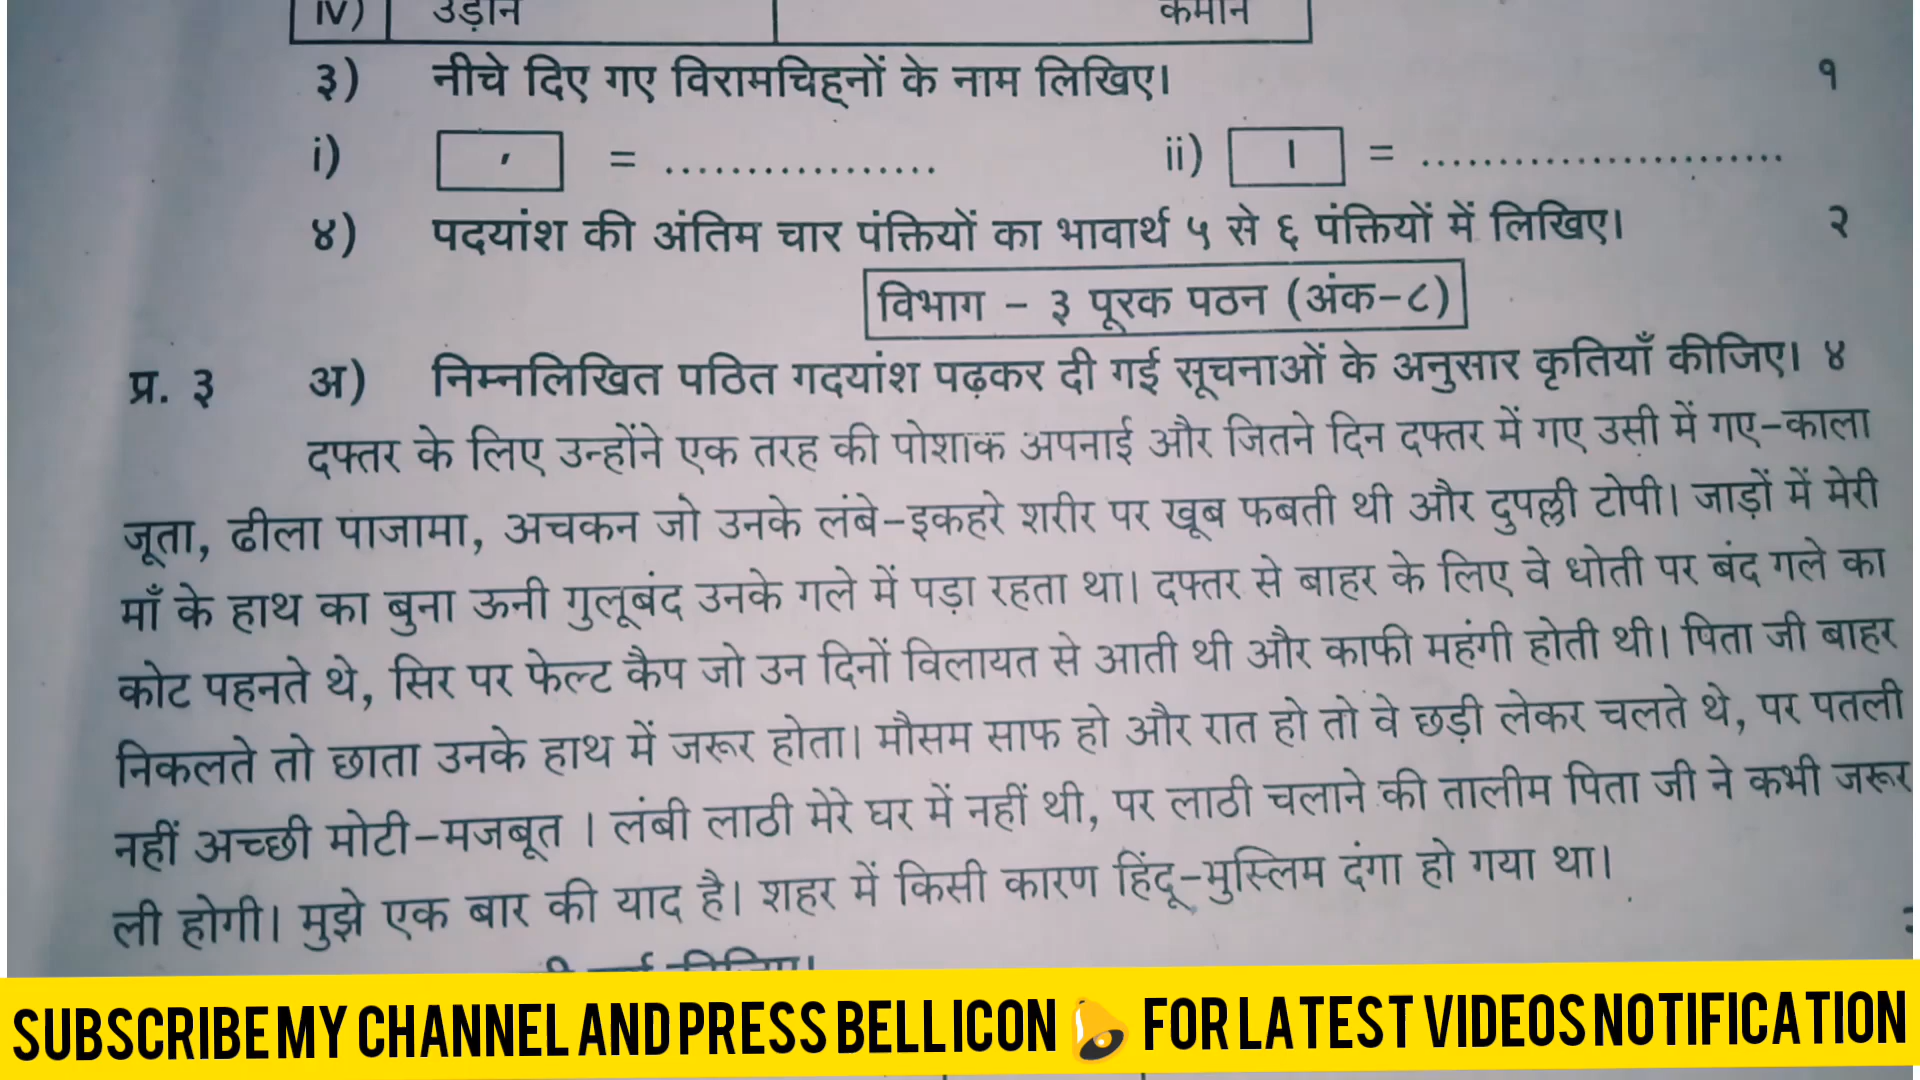 iv) उड़ान कमान
३) नीचे दिए गए विरामचिह्नों के नाम लिखिए। १
i) , = .................. ii) । = ........................
४) पदयांश की अंतिम चार पंक्तियों का भावार्थ ५ से ६ पंक्तियों में लिखिए। २
विभाग - ३ पूरक पठन (अंक-८)
प्र. ३ अ) निम्नलिखित पठित गदयांश पढ़कर दी गई सूचनाओं के अनुसार कृतियाँ कीजिए। ४
दफ्तर के लिए उन्होंने एक तरह की पोशाक अपनाई और जितने दिन दफ्तर में गए उसी में गए-काला
जूता, ढीला पाजामा, अचकन जो उनके लंबे-इकहरे शरीर पर खूब फबती थी और दुपल्ली टोपी। जाड़ों में मेरी
माँ के हाथ का बुना ऊनी गुलूबंद उनके गले में पड़ा रहता था। दफ्तर से बाहर के लिए वे धोती पर बंद गले का
कोट पहनते थे, सिर पर फेल्ट कैप जो उन दिनों विलायत से आती थी और काफी महंगी होती थी। पिता जी बाहर
निकलते तो छाता उनके हाथ में जरूर होता। मौसम साफ हो और रात हो तो वे छड़ी लेकर चलते थे, पर पतली
नहीं अच्छी मोटी-मजबूत । लंबी लाठी मेरे घर में नहीं थी, पर लाठी चलाने की तालीम पिता जी ने कभी जरूर
ली होगी। मुझे एक बार की याद है। शहर में किसी कारण हिंदू-मुस्लिम दंगा हो गया था।
SUBSCRIBE MY CHANNEL AND PRESS BELL ICON 🔔 FOR LATEST VIDEOS NOTIFICATION